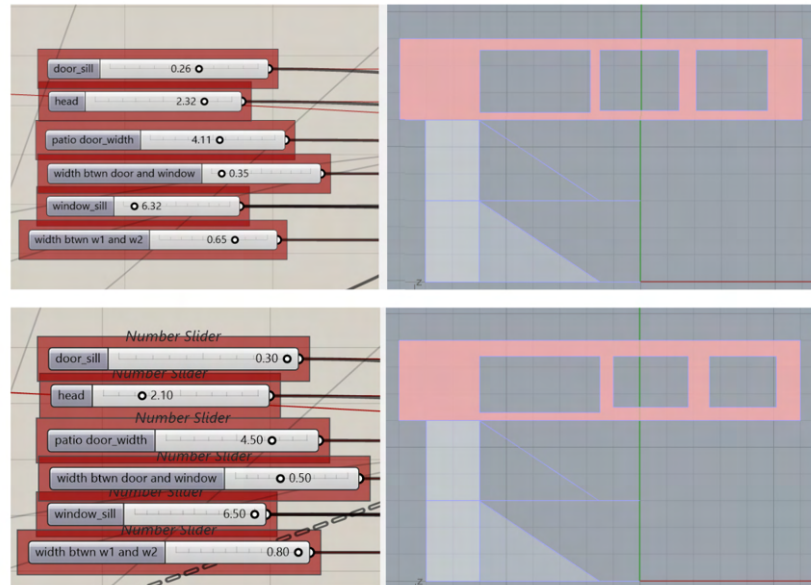 door_sill 0.26
head 2.32
patio door_width 4.11
width btwn door and window 0.35
window_sill 6.32
width btwn w1 and w2 0.65
Number Slider
door_sill 0.30
Number Slider
head 2.10
Number Slider
patio door_width 4.50
Number Slider
width btwn door and window 0.50
Number Slider
window_sill 6.50
Number Slider
width btwn w1 and w2 0.80